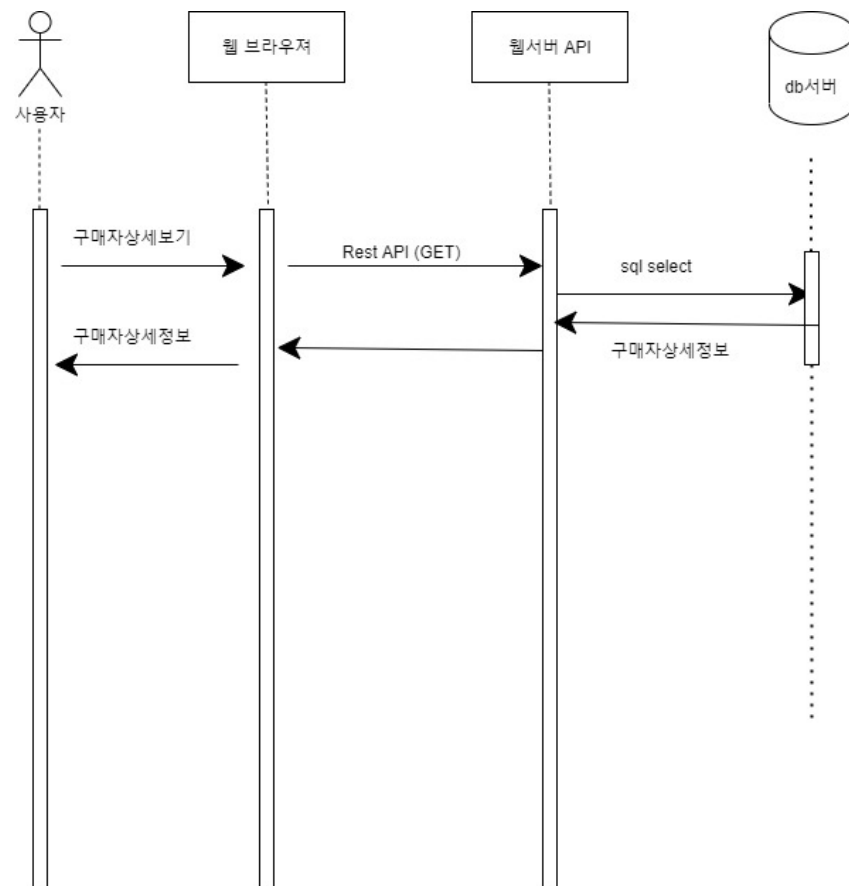 웹 브라우져
웹서버 API
db서버
사용자
구매자상세보기
Rest API (GET)
sql select
구매자상세정보
구매자상세정보